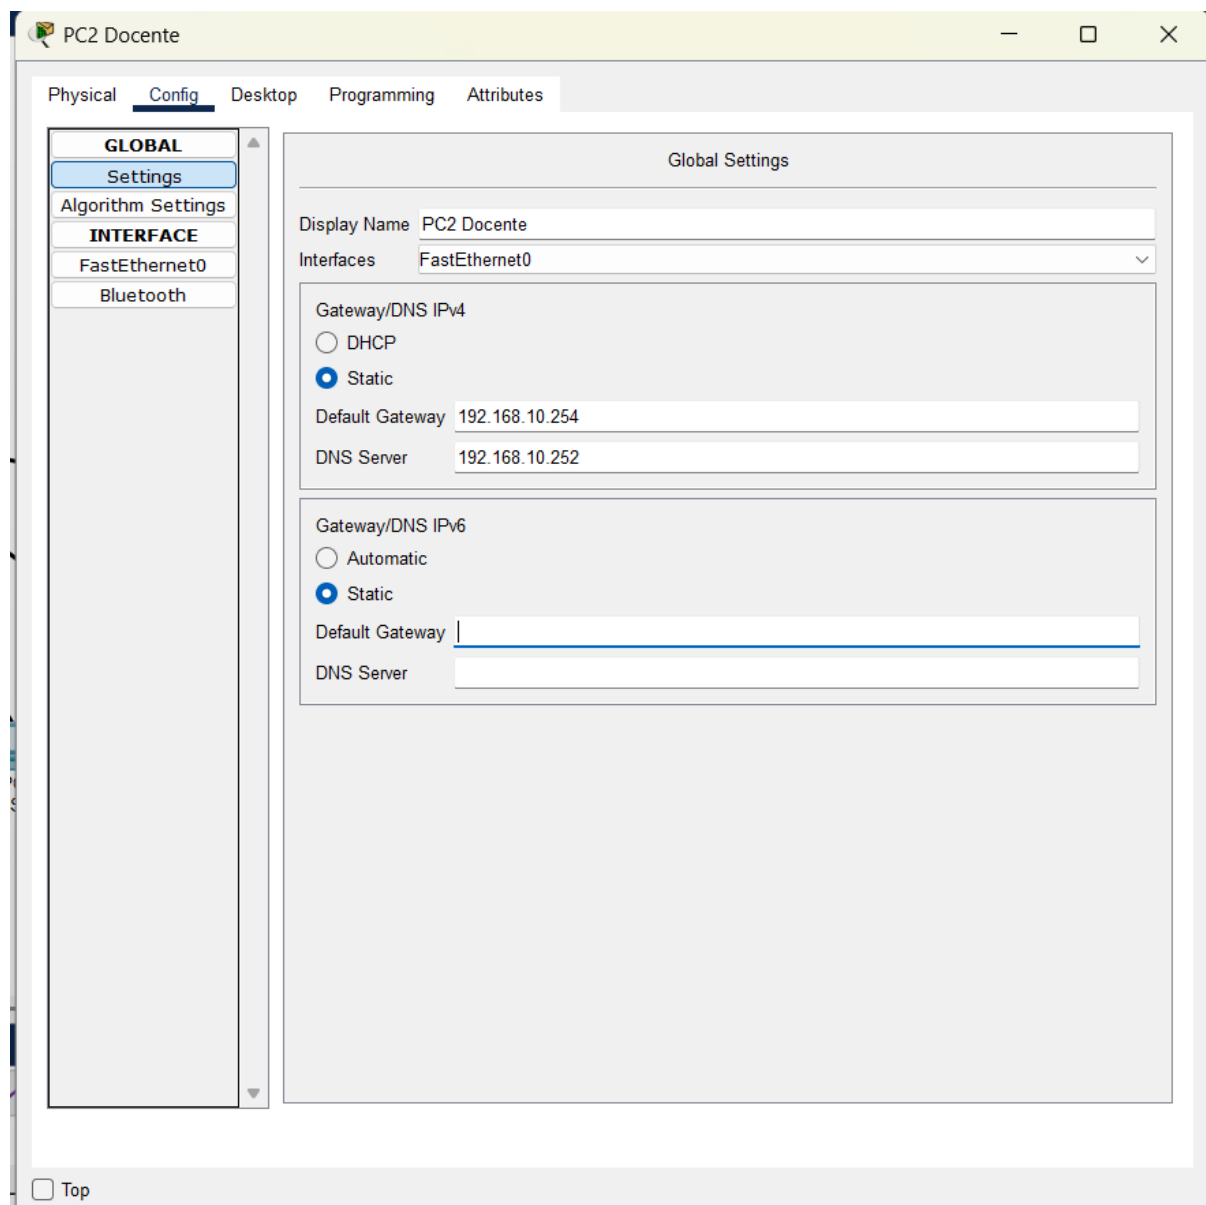 PC2 Docente
Physical Config Desktop Programming Attributes
GLOBAL
Settings
Algorithm Settings
INTERFACE
FastEthernet0
Bluetooth
Global Settings
Display Name PC2 Docente
Interfaces FastEthernet0
Gateway/DNS IPv4
DHCP
Static
Default Gateway 192.168.10.254
DNS Server 192.168.10.252
Gateway/DNS IPv6
Automatic
Static
Default Gateway
DNS Server
Top